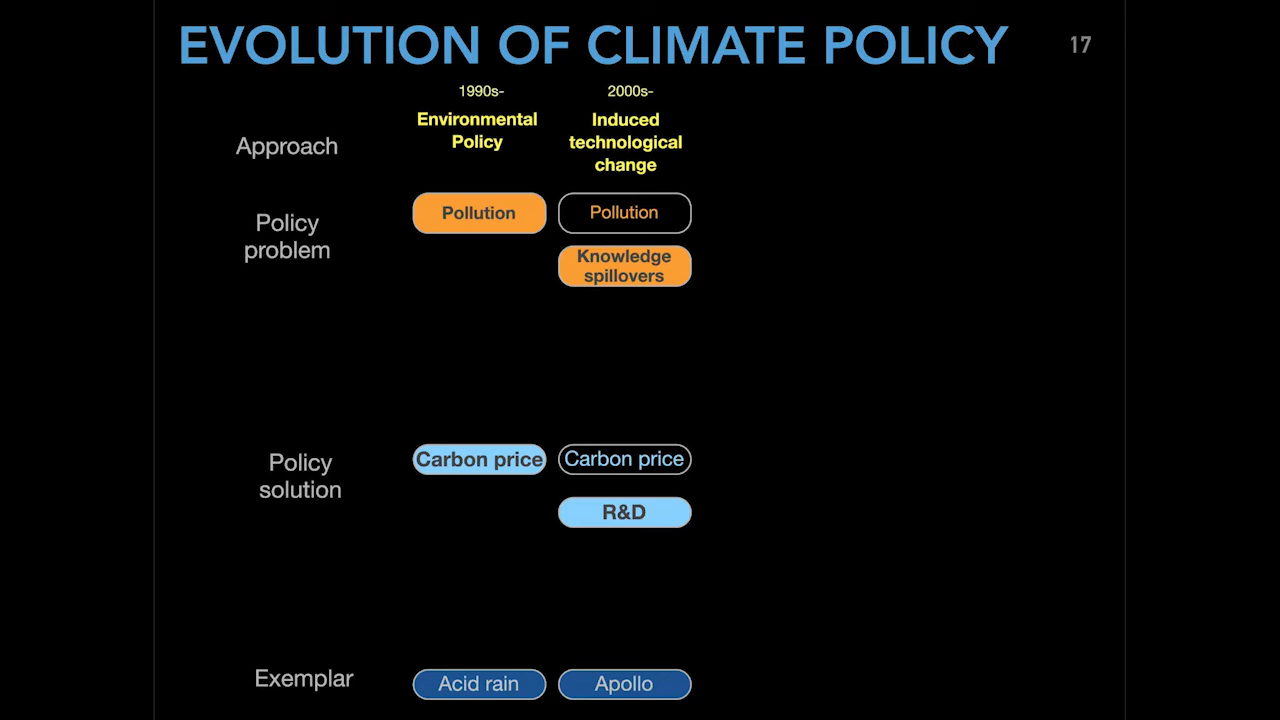 EVOLUTION OF CLIMATE POLICY
17
1990s-
2000s-
Approach
Environmental
Policy
Induced
technological
change
Policy
problem
Pollution
Pollution
Knowledge
spillovers
Policy
solution
Carbon price
Carbon price
R&D
Exemplar
Acid rain
Apollo